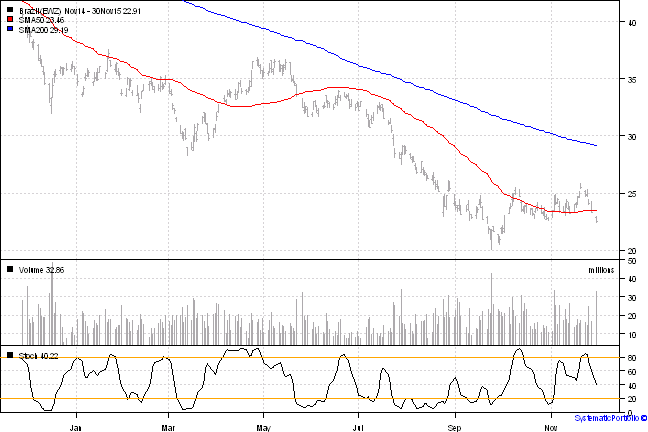 Brazil(EWZ) Nov14 - 30Nov15 22.91
SMA50 23.46
SMA200 29.19
40
35
30
25
20
Volume 32.86
millions
50
40
30
20
10
Stoch 40.22
80
60
40
20
0
Jan
Mar
May
Jul
Sep
Nov
SystematicPortfolio ©